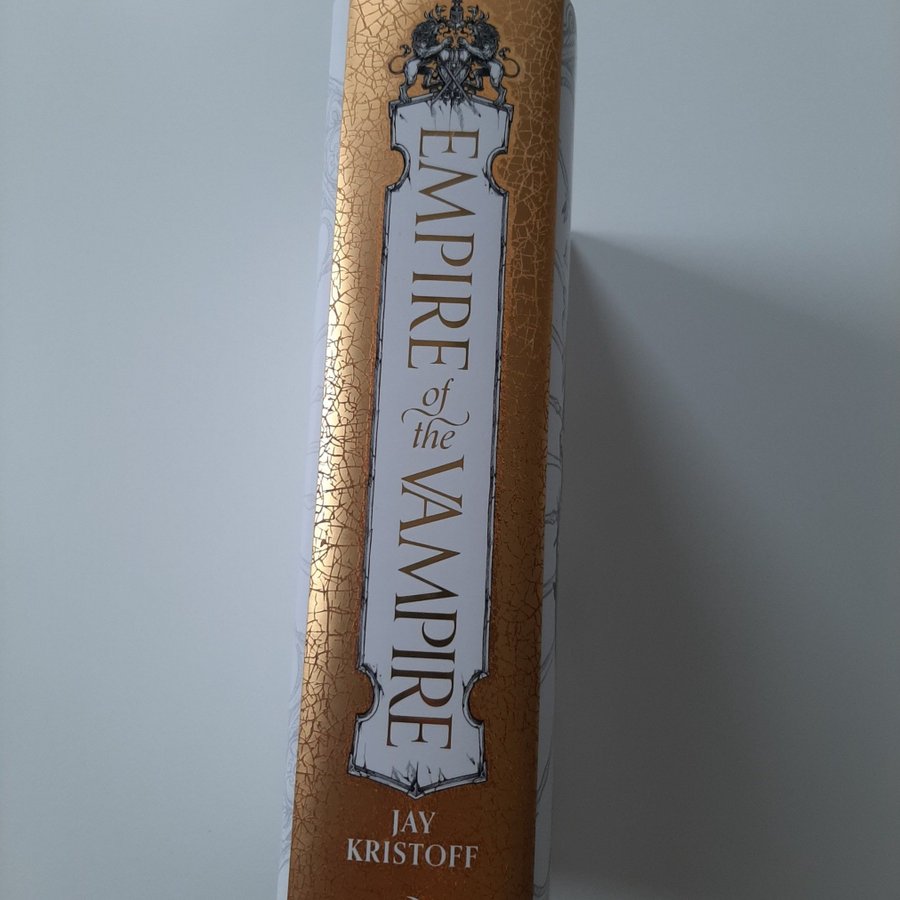 EMPIRE
of
the
VAMPIRE
JAY
KRISTOFF